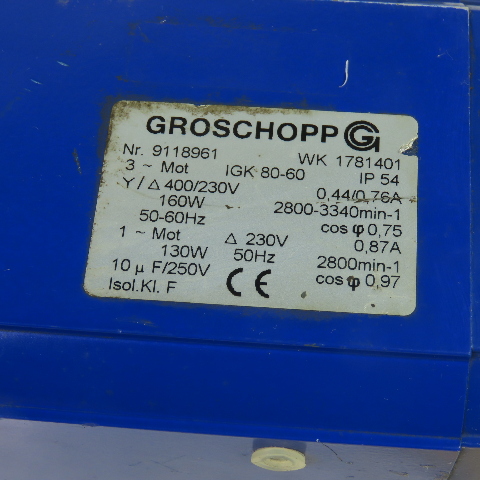 GROSCHOPP G
Nr. 9118961 WK 1781401
3 ~ Mot IGK 80-60 IP 54
Y/Δ 400/230V 0,44/0,76A
160W 2800-3340min-1
50-60Hz cos φ 0,75
1 ~ Mot Δ 230V 0,87A
130W 50Hz 2800min-1
10 µ F/250V CE cos φ 0,97
Isol.Kl. F